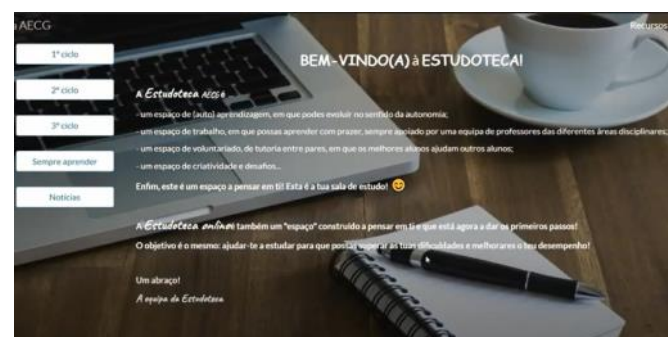 AECG
Recursos
1º ciclo
2º ciclo
3º ciclo
Sempre aprender
Notícias
BEM-VINDO(A) à ESTUDOTECA!
A Estudoteca AECG é
- um espaço de (auto) aprendizagem, em que podes evoluir no sentido da autonomia;
- um espaço de trabalho, em que possas aprender com prazer, sempre apoiado por uma equipa de professores das diferentes áreas disciplinares;
- um espaço de voluntariado, de tutoria entre pares, em que os melhores alunos ajudam outros alunos;
- um espaço de criatividade e desafios...
Enfim, este é um espaço a pensar em ti! Esta é a tua sala de estudo! 😊
A Estudoteca online é também um "espaço" construído a pensar em ti e que está agora a dar os primeiros passos!
O objetivo é o mesmo: ajudar-te a estudar para que possas superar as tuas dificuldades e melhorares o teu desempenho!
Um abraço!
A equipa da Estudoteca